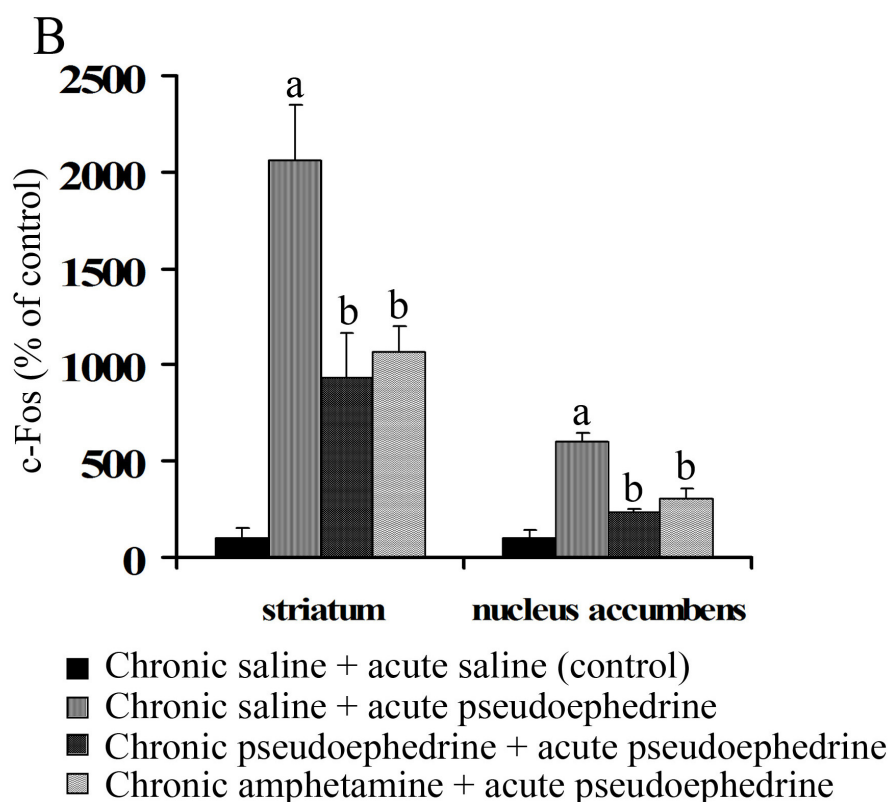 B
2500
2000
1500
1000
500
0
c-Fos (% of control)
a
b b
a
b b
striatum nucleus accumbens
Chronic saline + acute saline (control)
Chronic saline + acute pseudoephedrine
Chronic pseudoephedrine + acute pseudoephedrine
Chronic amphetamine + acute pseudoephedrine